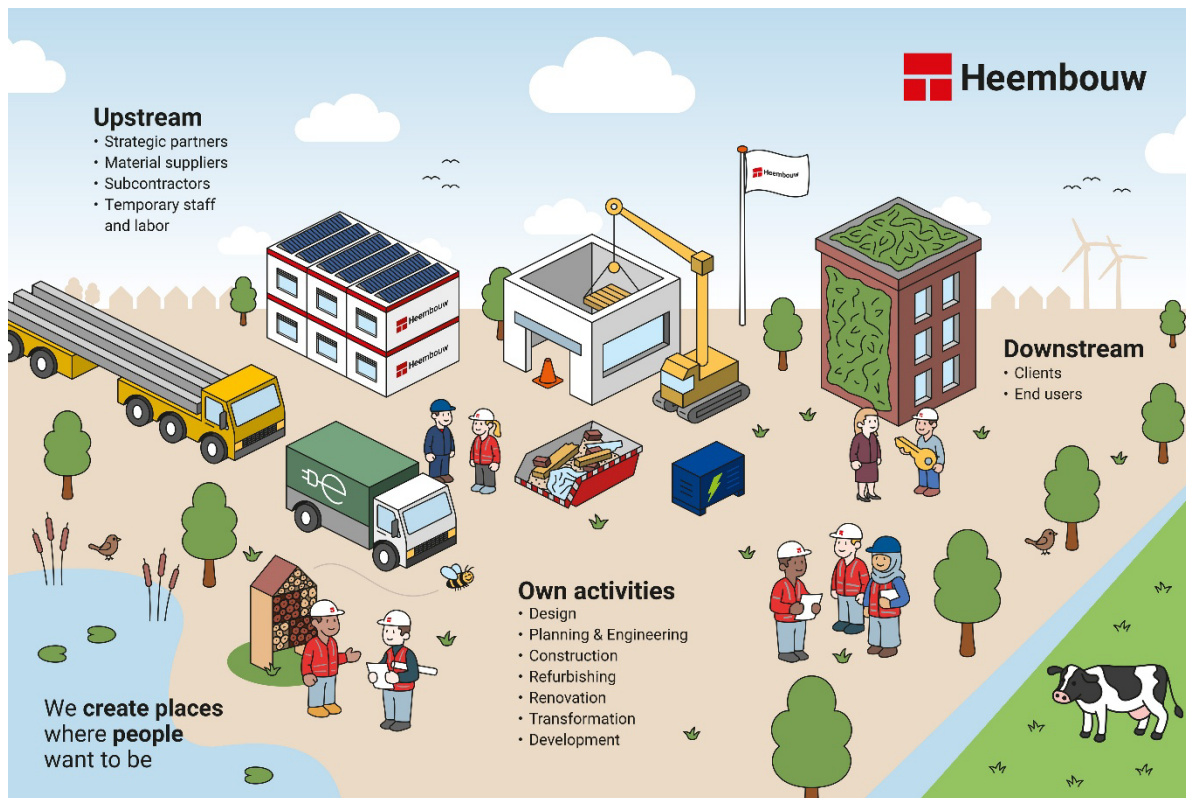 Heembouw
Upstream
• Strategic partners
• Material suppliers
• Subcontractors
• Temporary staff
and labor
Heembouw
Heembouw
Heembouw
Downstream
• Clients
• End users
Own activities
• Design
• Planning & Engineering
• Construction
• Refurbishing
• Renovation
• Transformation
• Development
We create places
where people
want to be